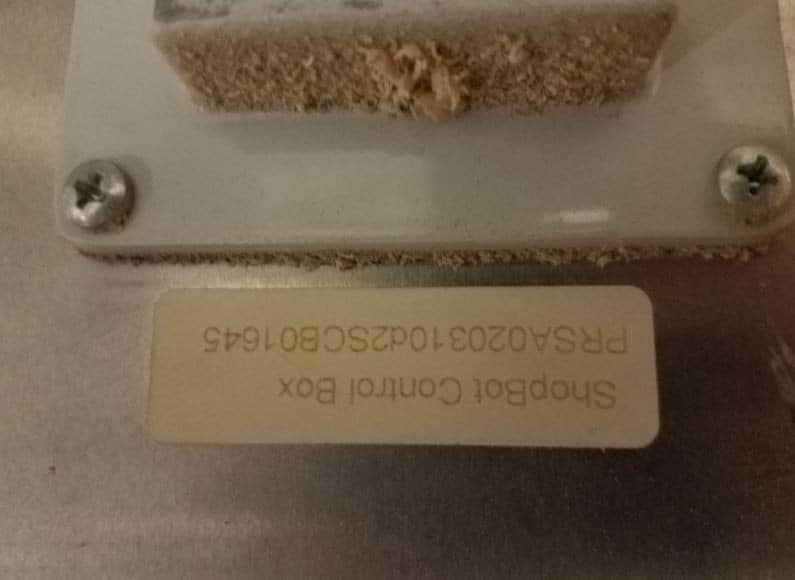 ShopBot Control Box
PRSA020310d2SCB01645